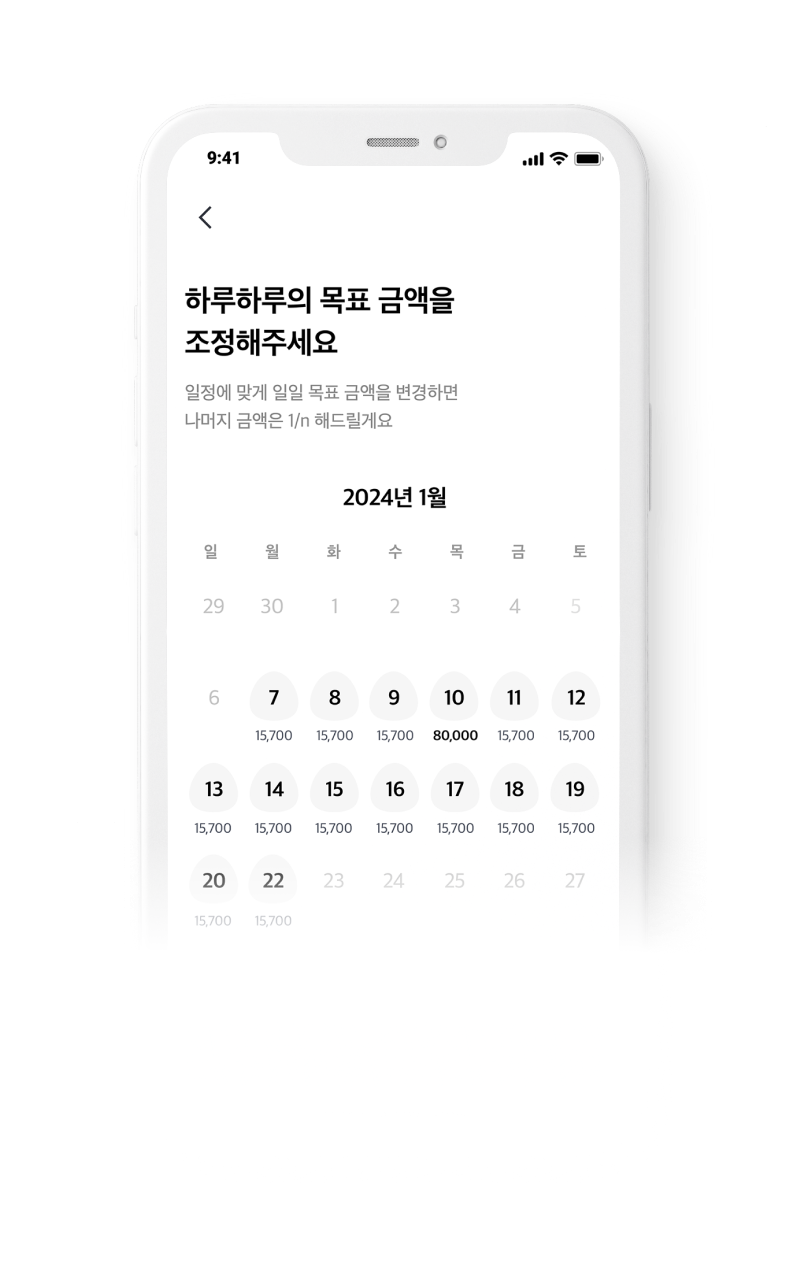 9:41
하루하루의 목표 금액을
조정해주세요
일정에 맞게 일일 목표 금액을 변경하면
나머지 금액은 1/n 해드릴게요
2024년 1월
일 월 화 수 목 금 토
29 30 1 2 3 4 5
6 7 8 9 10 11 12
15,700 15,700 15,700 80,000 15,700 15,700
13 14 15 16 17 18 19
15,700 15,700 15,700 15,700 15,700 15,700 15,700
20 22 23 24 25 26 27
15,700 15,700